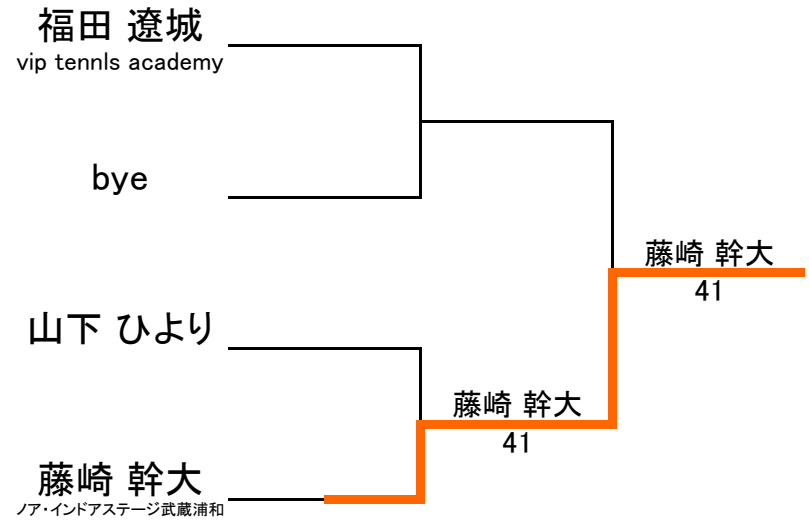 福田 遼城
vip tennls academy
bye
藤崎 幹大
41
山下 ひより
藤崎 幹大
41
藤崎 幹大
ノア・インドアステージ武蔵浦和